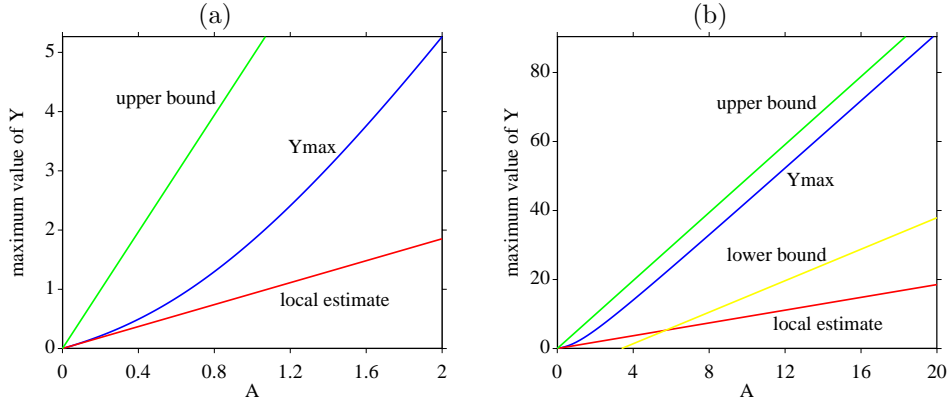 (a)
maximum value of Y
5
4
3
2
1
0
upper bound
Ymax
local estimate
0 0.4 0.8 1.2 1.6 2
A
(b)
maximum value of Y
80
60
40
20
0
upper bound
Ymax
lower bound
local estimate
0 4 8 12 16 20
A